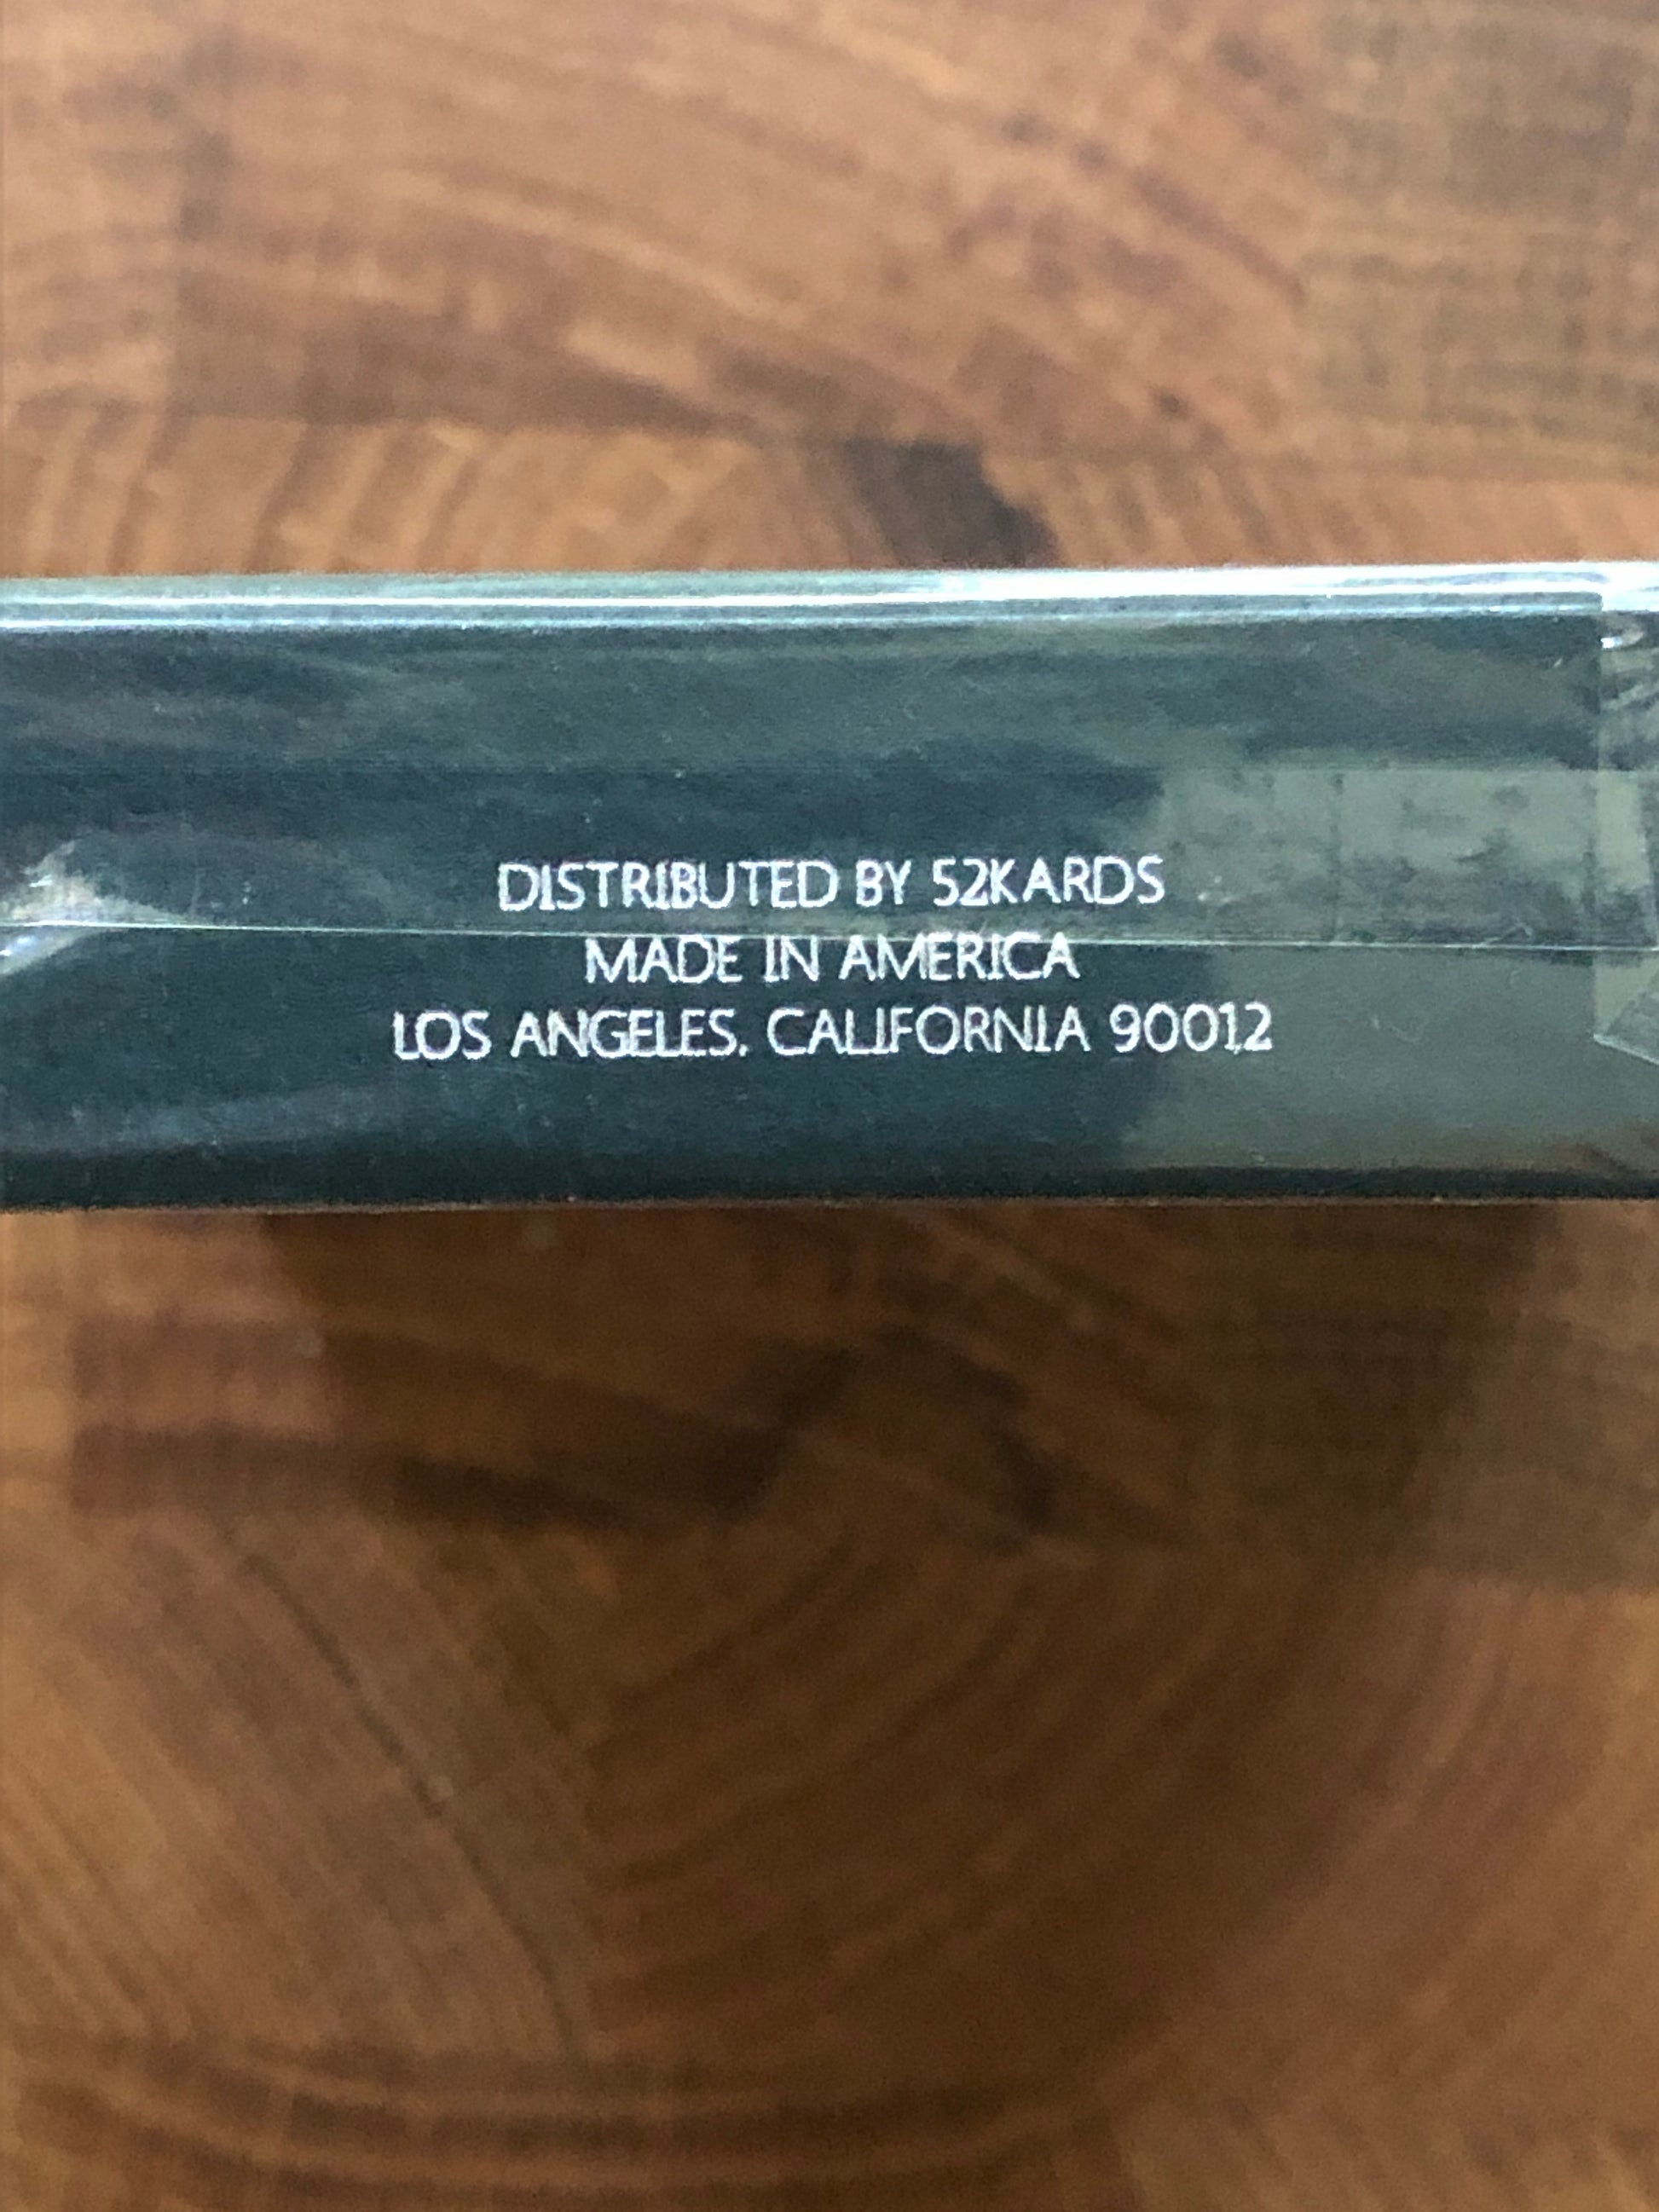 DISTRIBUTED BY 52KARDS
MADE IN AMERICA
LOS ANGELES, CALIFORNIA 90012